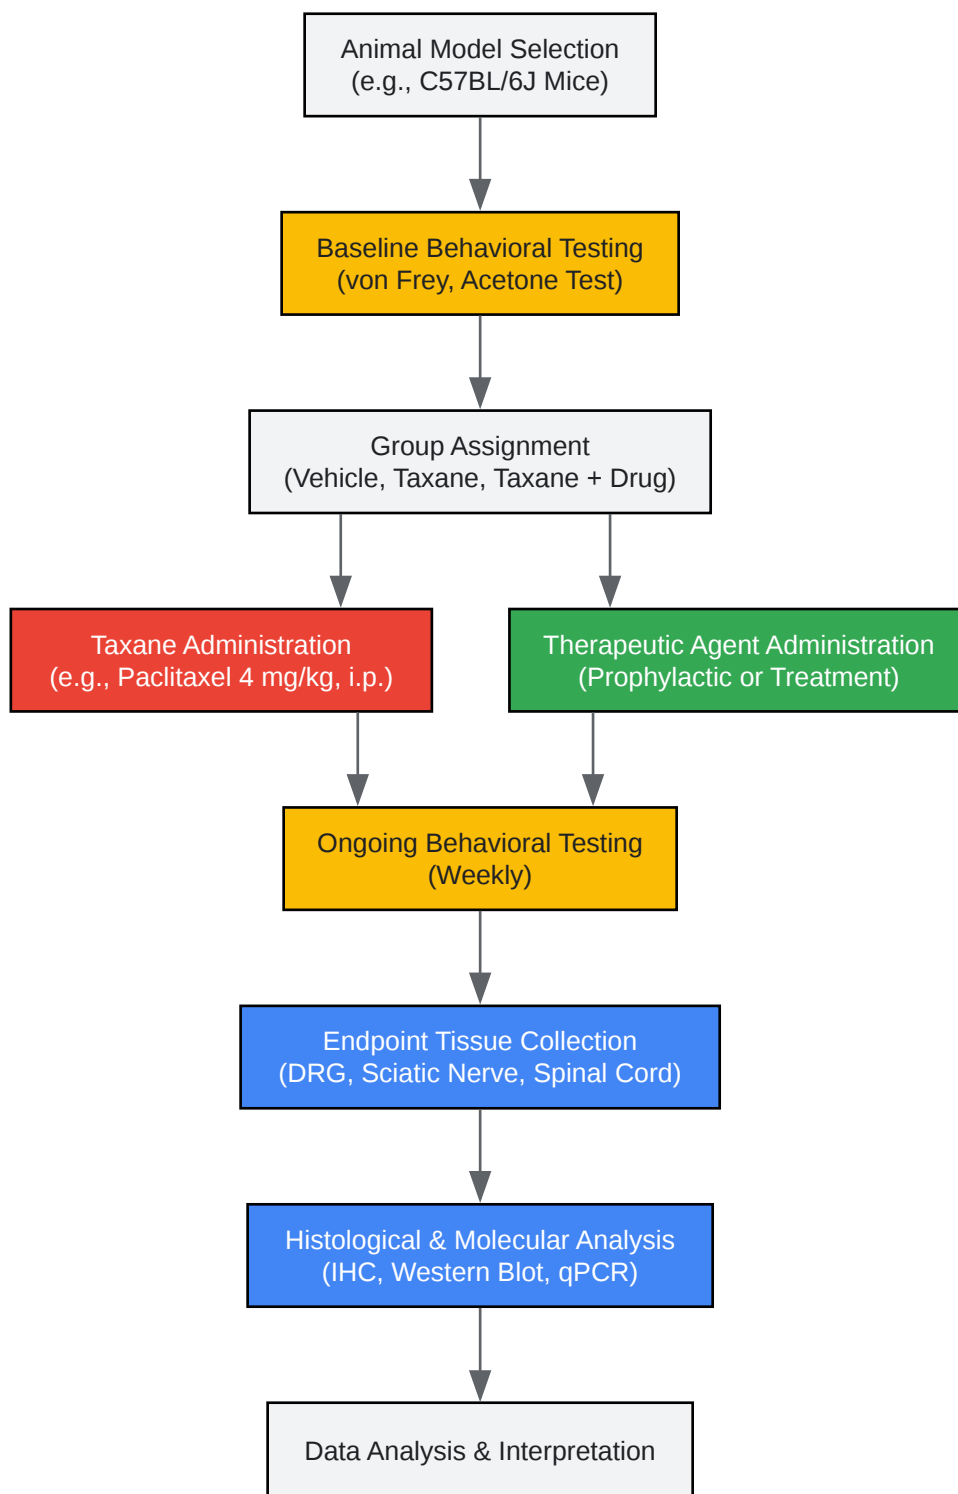 Animal Model Selection
(e.g., C57BL/6J Mice)
Baseline Behavioral Testing
(von Frey, Acetone Test)
Group Assignment
(Vehicle, Taxane, Taxane + Drug)
Taxane Administration
(e.g., Paclitaxel 4 mg/kg, i.p.)
Therapeutic Agent Administration
(Prophylactic or Treatment)
Ongoing Behavioral Testing
(Weekly)
Endpoint Tissue Collection
(DRG, Sciatic Nerve, Spinal Cord)
Histological & Molecular Analysis
(IHC, Western Blot, qPCR)
Data Analysis & Interpretation